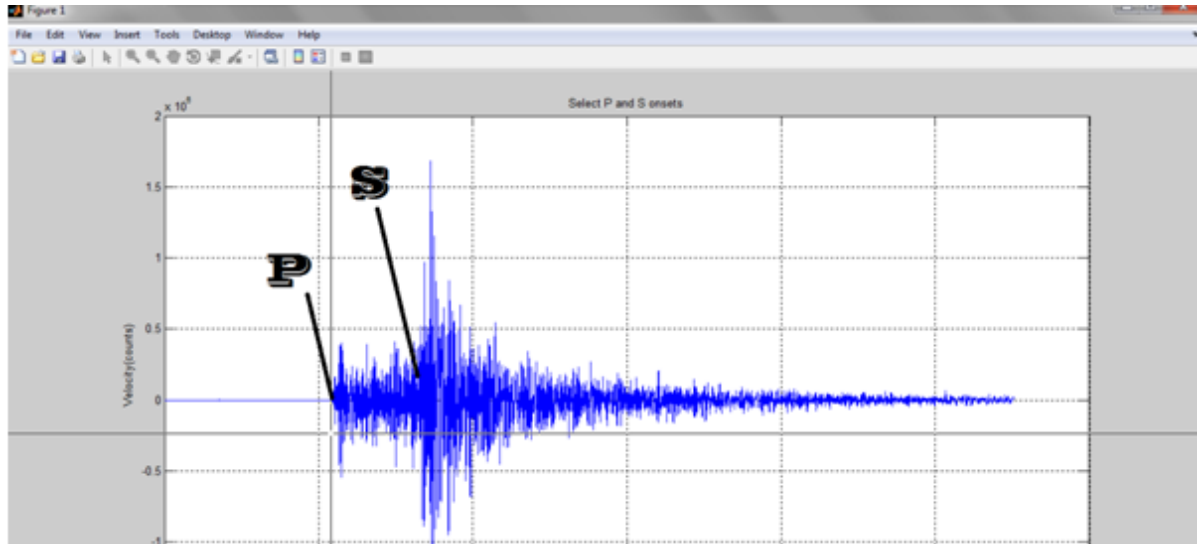 Figure 1
File Edit View Insert Tools Desktop Window Help
Select P and S onsets
2
1.5
1
0.5
0
-0.5
-1
Velocity(counts)
P
S